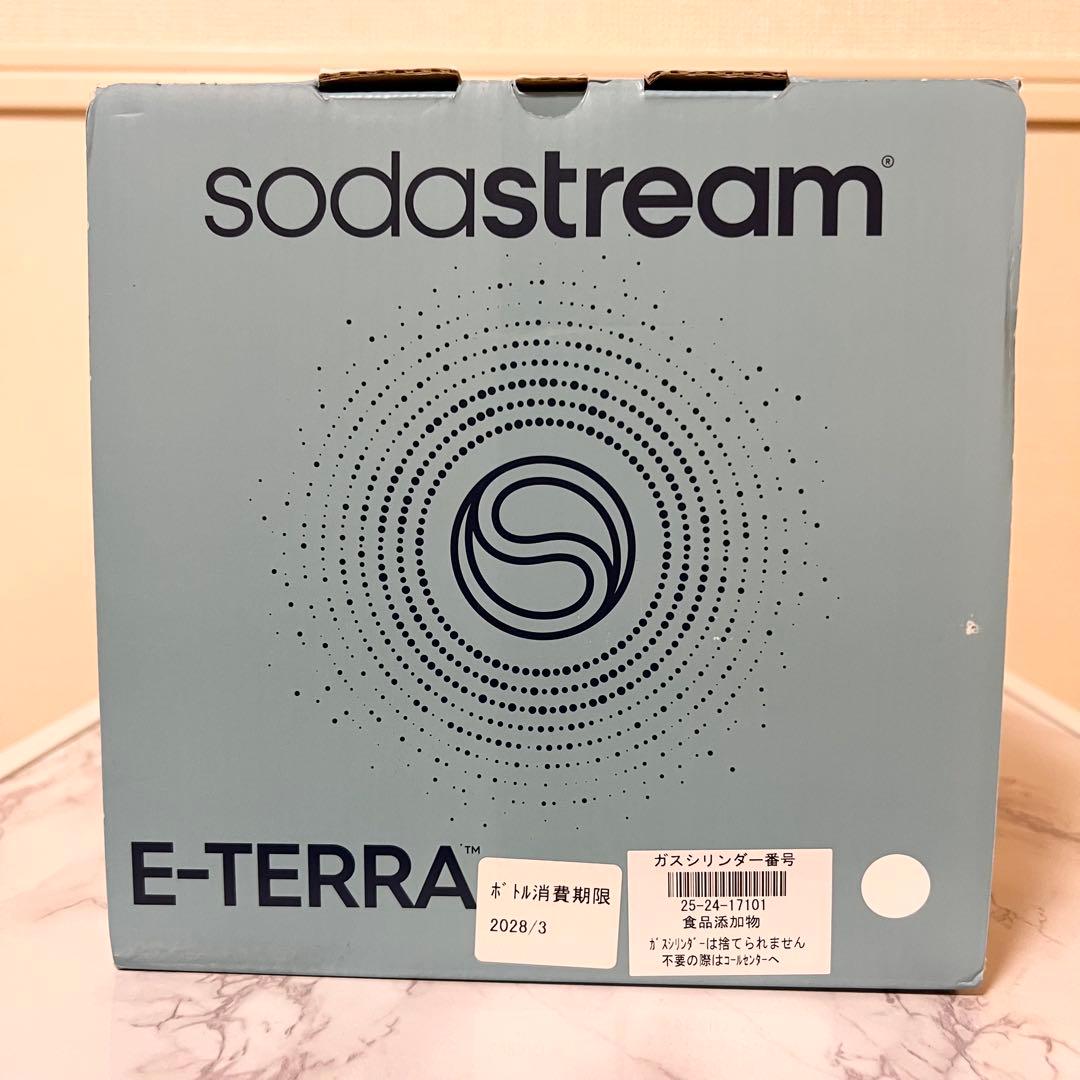 sodastream®
E-TERRA™
ボトル消費期限
2028/3
ガスシリンダー番号
25-24-17101
食品添加物
ガスシリンダーは捨てられません
不要の際はコールセンターへ